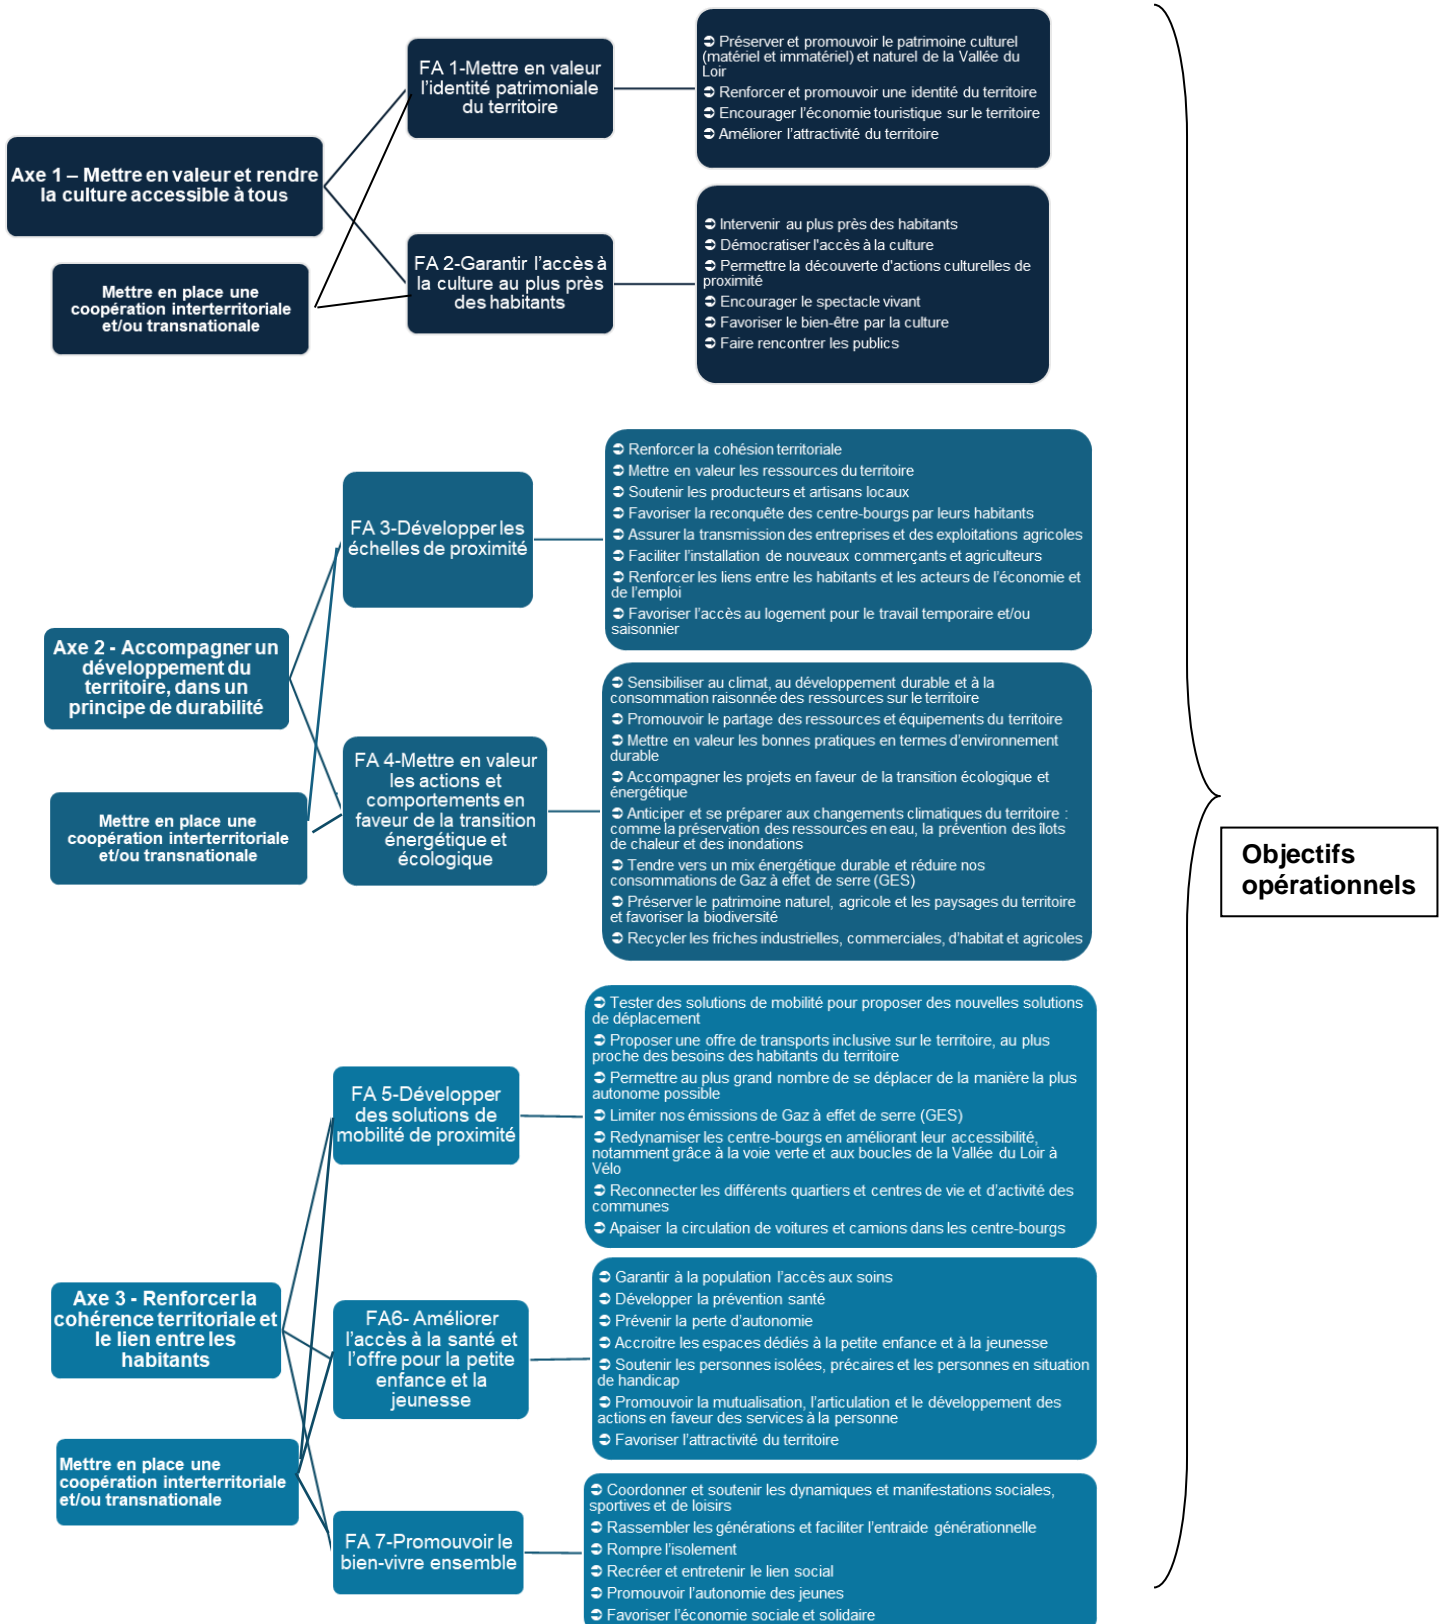 Axe 1 – Mettre en valeur et rendre
la culture accessible à tous
Mettre en place une
coopération interterritoriale
et/ou transnationale
FA 1-Mettre en valeur
l'identité patrimoniale
du territoire
➲ Préserver et promouvoir le patrimoine culturel
(matériel et immatériel) et naturel de la Vallée du
Loir
➲ Renforcer et promouvoir une identité du territoire
➲ Encourager l'économie touristique sur le territoire
➲ Améliorer l'attractivité du territoire
FA 2-Garantir l'accès à
la culture au plus près
des habitants
➲ Intervenir au plus près des habitants
➲ Démocratiser l'accès à la culture
➲ Permettre la découverte d'actions culturelles de
proximité
➲ Encourager le spectacle vivant
➲ Favoriser le bien-être par la culture
➲ Faire rencontrer les publics
Axe 2 - Accompagner un
développement du
territoire, dans un
principe de durabilité
Mettre en place une
coopération interterritoriale
et/ou transnationale
FA 3-Développer les
échelles de proximité
➲ Renforcer la cohésion territoriale
➲ Mettre en valeur les ressources du territoire
➲ Soutenir les producteurs et artisans locaux
➲ Favoriser la reconquête des centre-bourgs par leurs habitants
➲ Assurer la transmission des entreprises et des exploitations agricoles
➲ Faciliter l'installation de nouveaux commerçants et agriculteurs
➲ Renforcer les liens entre les habitants et les acteurs de l'économie et
de l'emploi
➲ Favoriser l'accès au logement pour le travail temporaire et/ou
saisonnier
FA 4-Mettre en valeur
les actions et
comportements en
faveur de la transition
énergétique et
écologique
➲ Sensibiliser au climat, au développement durable et à la
consommation raisonnée des ressources sur le territoire
➲ Promouvoir le partage des ressources et équipements du territoire
➲ Mettre en valeur les bonnes pratiques en termes d'environnement
durable
➲ Accompagner les projets en faveur de la transition écologique et
énergétique
➲ Anticiper et se préparer aux changements climatiques du territoire :
comme la préservation des ressources en eau, la prévention des îlots
de chaleur et des inondations
➲ Tendre vers un mix énergétique durable et réduire nos
consommations de Gaz à effet de serre (GES)
➲ Préserver le patrimoine naturel, agricole et les paysages du territoire
et favoriser la biodiversité
➲ Recycler les friches industrielles, commerciales, d'habitat et agricoles
Axe 3 - Renforcer la
cohérence territoriale et
le lien entre les
habitants
Mettre en place une
coopération interterritoriale
et/ou transnationale
FA 5-Développer
des solutions de
mobilité de proximité
➲ Tester des solutions de mobilité pour proposer des nouvelles solutions
de déplacement
➲ Proposer une offre de transports inclusive sur le territoire, au plus
proche des besoins des habitants du territoire
➲ Permettre au plus grand nombre de se déplacer de la manière la plus
autonome possible
➲ Limiter nos émissions de Gaz à effet de serre (GES)
➲ Redynamiser les centre-bourgs en améliorant leur accessibilité,
notamment grâce à la voie verte et aux boucles de la Vallée du Loir à
Vélo
➲ Reconnecter les différents quartiers et centres de vie et d'activité des
communes
➲ Apaiser la circulation de voitures et camions dans les centre-bourgs
FA6- Améliorer
l'accès à la santé et
l'offre pour la petite
enfance et la
jeunesse
➲ Garantir à la population l'accès aux soins
➲ Développer la prévention santé
➲ Prévenir la perte d'autonomie
➲ Accroitre les espaces dédiés à la petite enfance et à la jeunesse
➲ Soutenir les personnes isolées, précaires et les personnes en situation
de handicap
➲ Promouvoir la mutualisation, l'articulation et le développement des
actions en faveur des services à la personne
➲ Favoriser l'attractivité du territoire
FA 7-Promouvoir le
bien-vivre ensemble
➲ Coordonner et soutenir les dynamiques et manifestations sociales,
sportives et de loisirs
➲ Rassembler les générations et faciliter l'entraide générationnelle
➲ Rompre l'isolement
➲ Recréer et entretenir le lien social
➲ Promouvoir l'autonomie des jeunes
➲ Favoriser l'économie sociale et solidaire
Objectifs
opérationnels